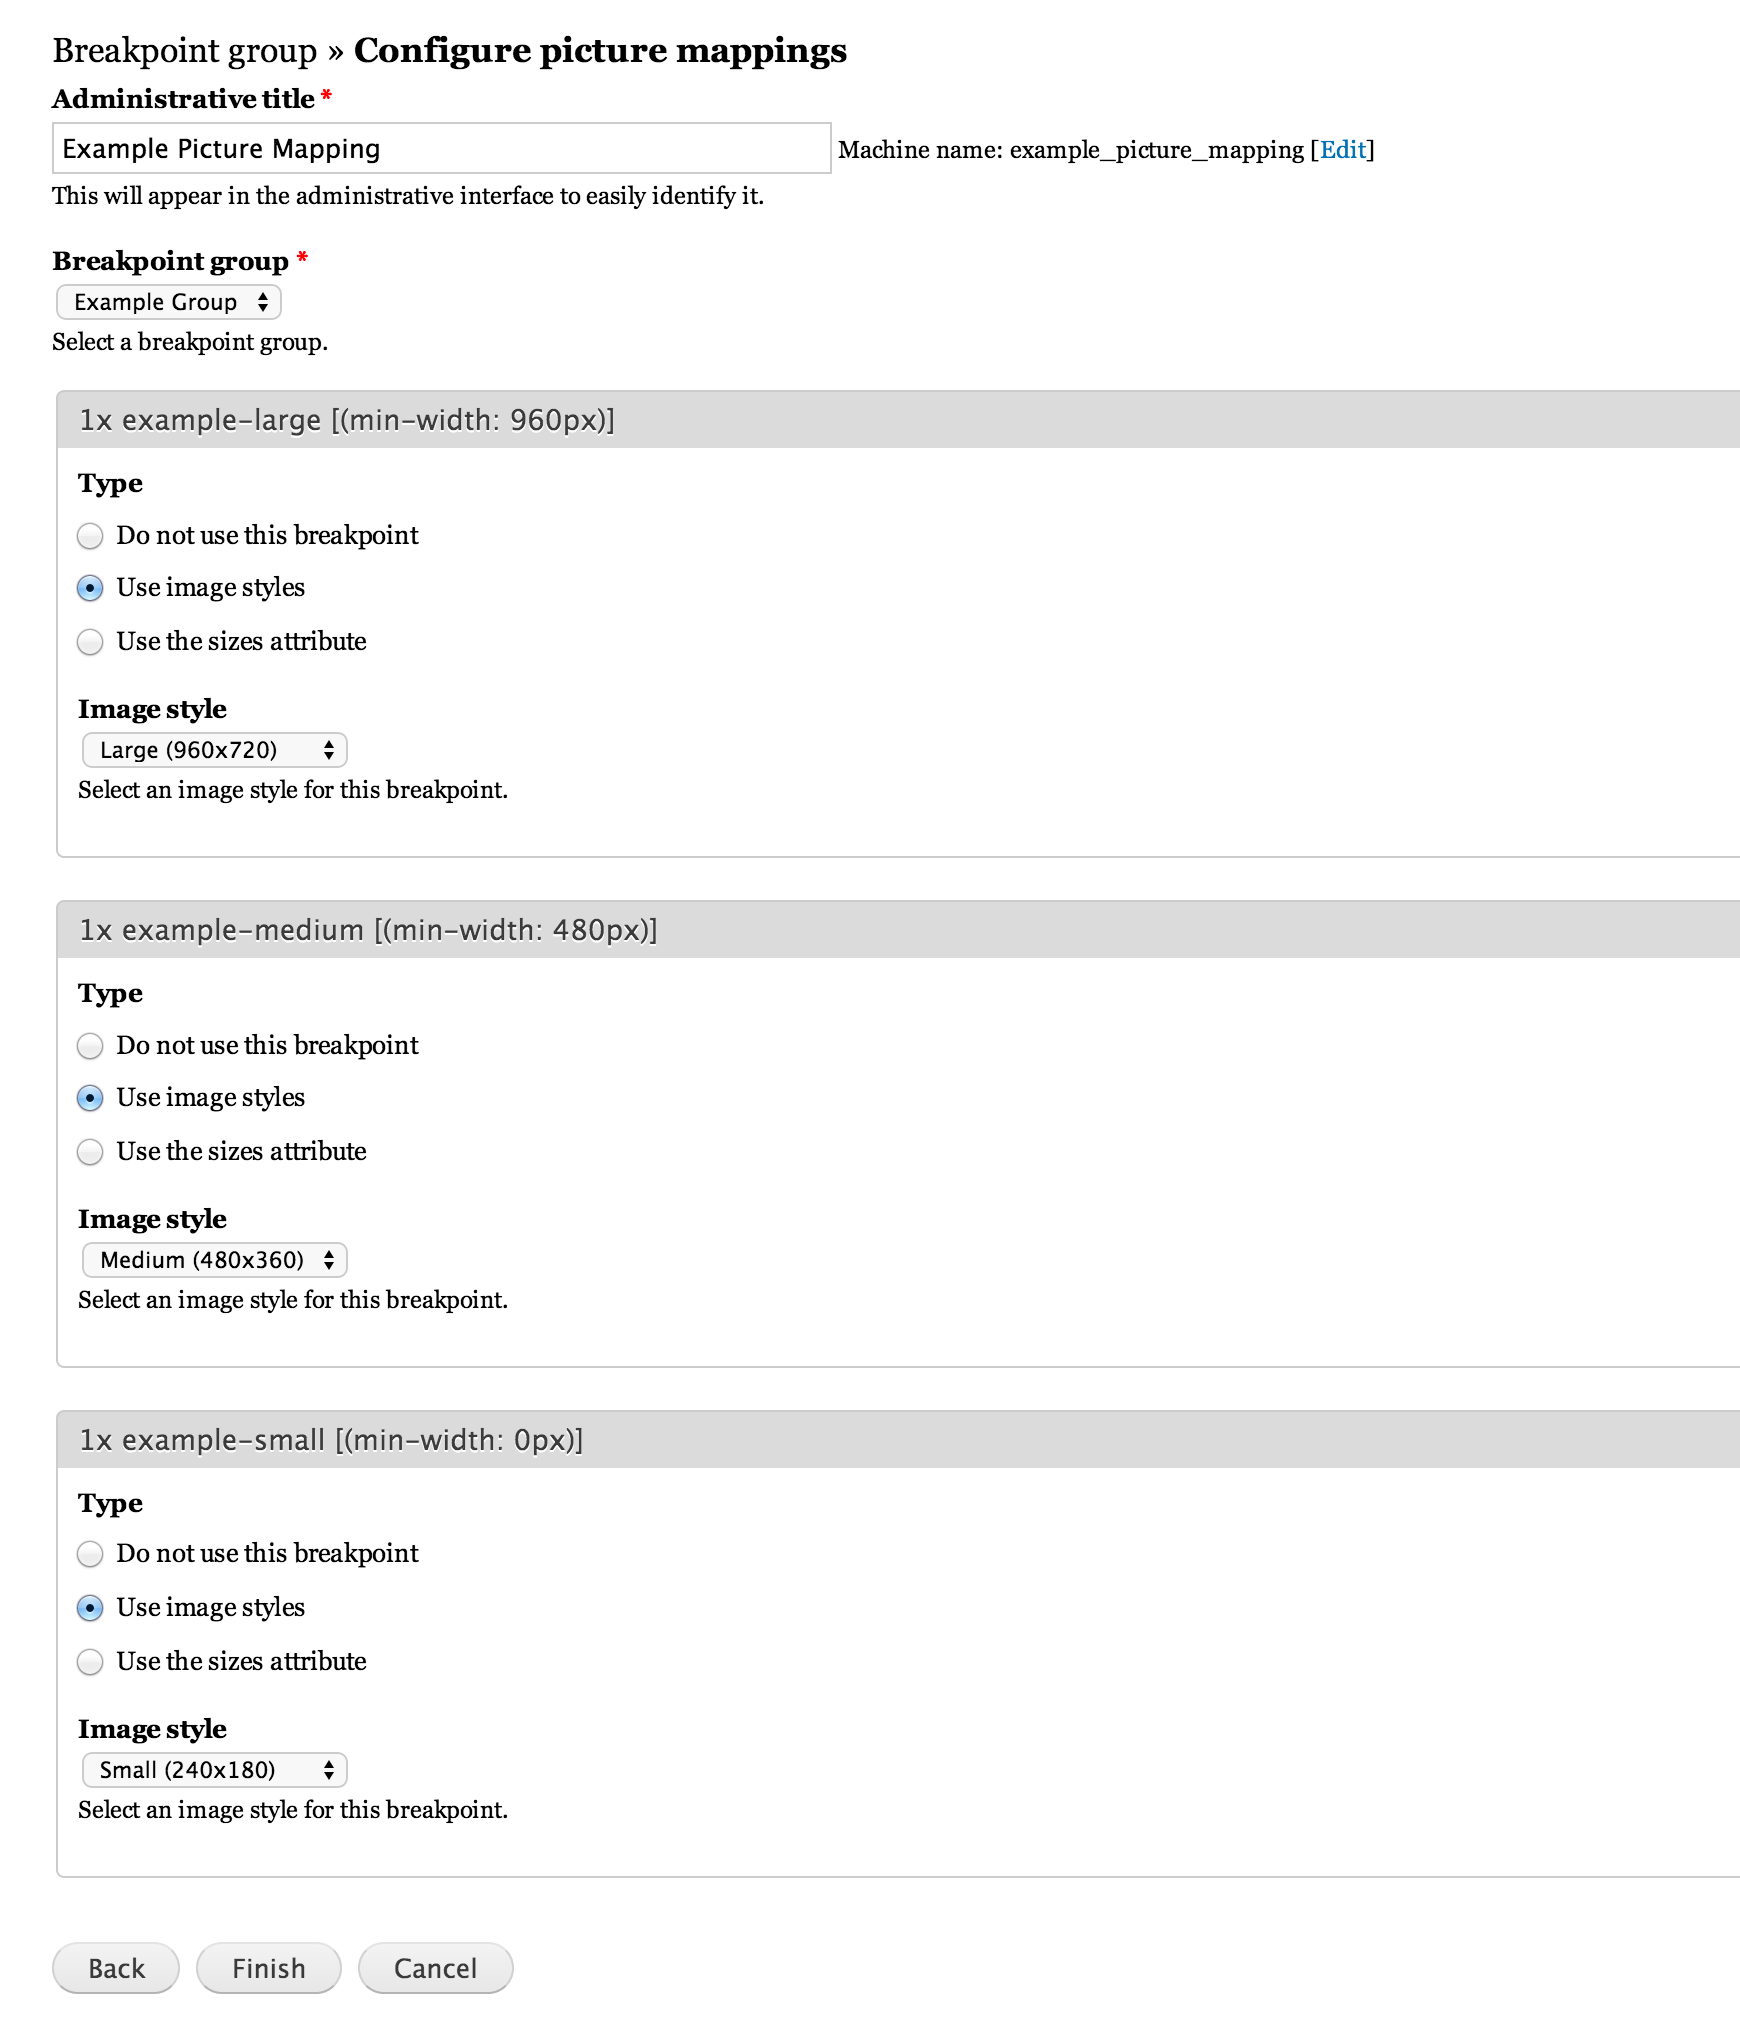 Breakpoint group » Configure picture mappings
Administrative title *
Example Picture Mapping Machine name: example_picture_mapping [Edit]
This will appear in the administrative interface to easily identify it.
Breakpoint group *
Example Group
Select a breakpoint group.
1x example-large [(min-width: 960px)]
Type
Do not use this breakpoint
Use image styles
Use the sizes attribute
Image style
Large (960x720)
Select an image style for this breakpoint.
1x example-medium [(min-width: 480px)]
Type
Do not use this breakpoint
Use image styles
Use the sizes attribute
Image style
Medium (480x360)
Select an image style for this breakpoint.
1x example-small [(min-width: 0px)]
Type
Do not use this breakpoint
Use image styles
Use the sizes attribute
Image style
Small (240x180)
Select an image style for this breakpoint.
Back Finish Cancel